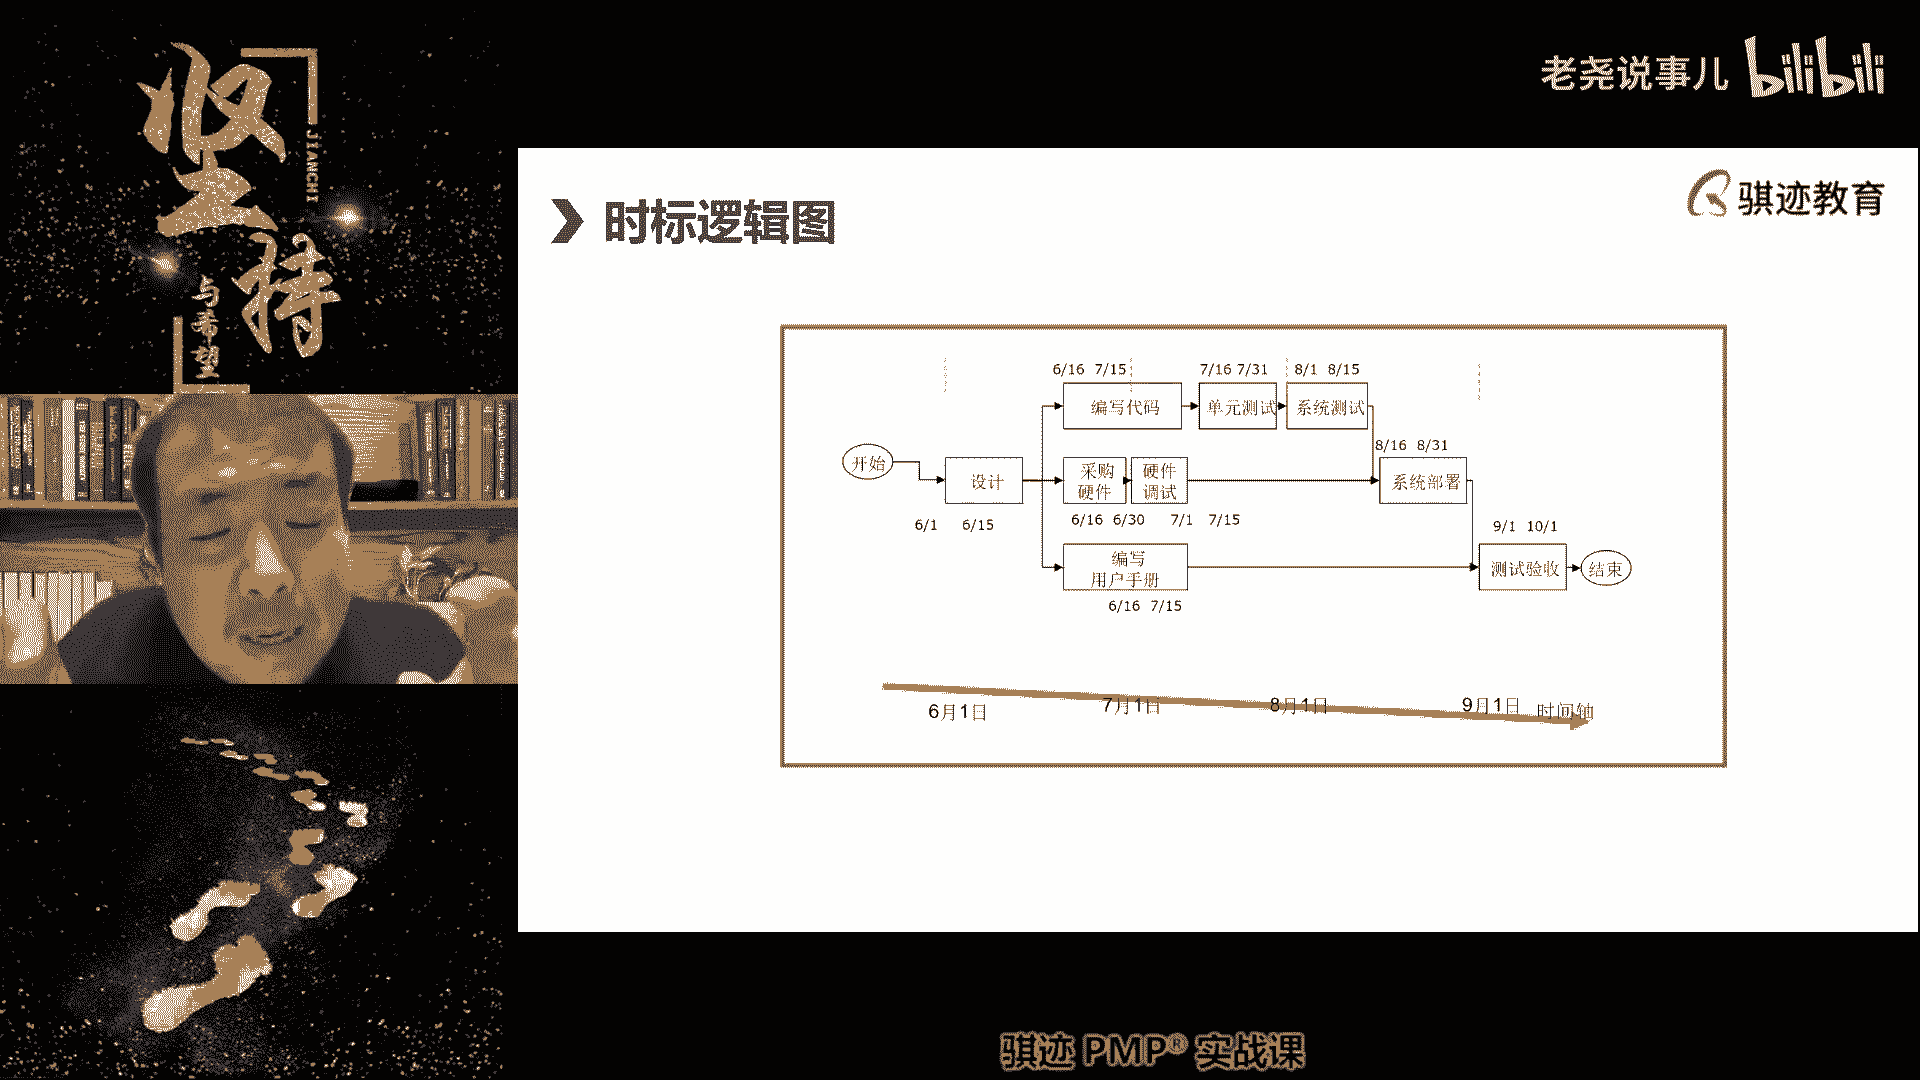 坚持
JIANCHI
与希望
老尧说事儿 bilibili
骐迹教育
时标逻辑图
6/16 7/15
7/16 7/31
8/1 8/15
编写代码
单元测试
系统测试
8/16 8/31
开始
设计
采购
硬件
硬件
调试
系统部署
6/1 6/15
6/16 6/30
7/1 7/15
9/1 10/1
编写
用户手册
测试验收
结束
6/16 7/15
6月1日
7月1日
8月1日
9月1日
时间轴
骐迹 PMP® 实战课